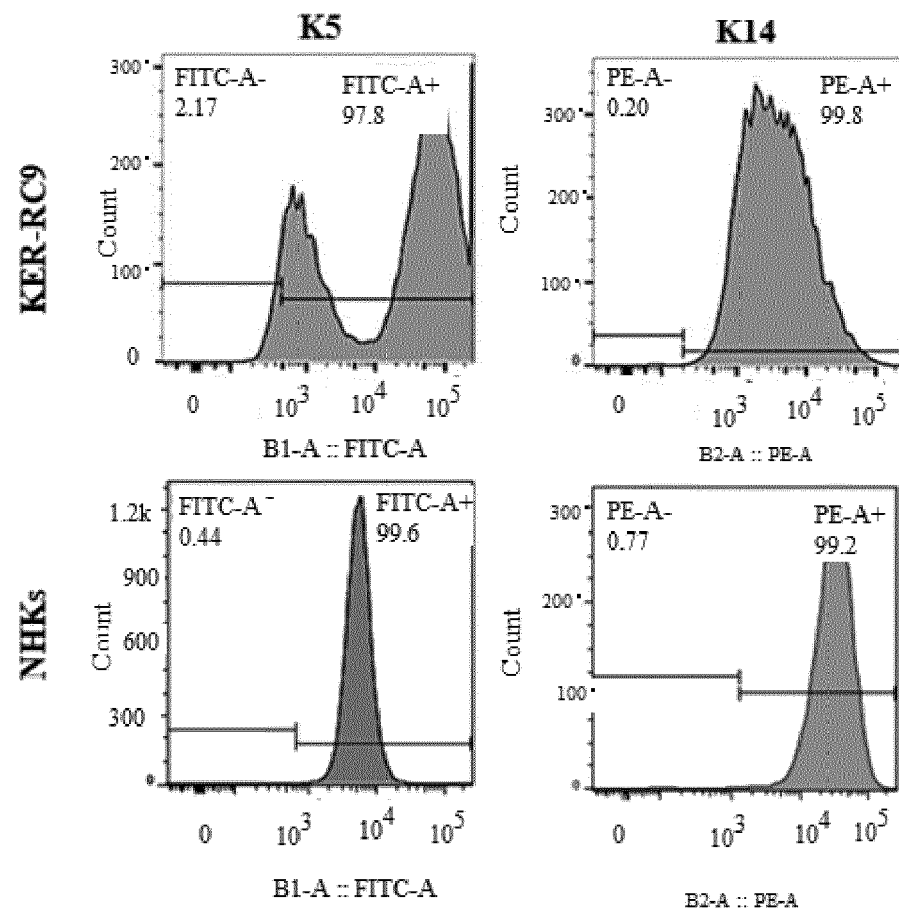 K5
K14
KER-RC9
FITC-A-
2.17
FITC-A+
97.8
Count
300
200
100
0
0
10³
10⁴
10⁵
B1-A :: FITC-A
PE-A-
0.20
PE-A+
99.8
Count
300
200
100
0
0
10³
10⁴
10⁵
B2-A :: PE-A
NHKs
FITC-A-
0.44
FITC-A+
99.6
Count
1.2k
900
600
300
0
0
10³
10⁴
10⁵
B1-A :: FITC-A
PE-A-
0.77
PE-A+
99.2
Count
300
200
100
0
0
10³
10⁴
10⁵
B2-A :: PE-A